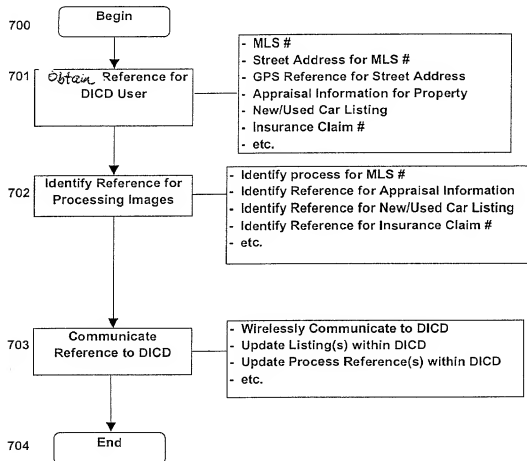 700
Begin
701
Obtain Reference for
DICD User
- MLS #
- Street Address for MLS #
- GPS Reference for Street Address
- Appraisal Information for Property
- New/Used Car Listing
- Insurance Claim #
- etc.
702
Identify Reference for
Processing Images
- Identify process for MLS #
- Identify Reference for Appraisal Information
- Identify Reference for New/Used Car Listing
- Identify Reference for Insurance Claim #
- etc.
703
Communicate
Reference to DICD
- Wirelessly Communicate to DICD
- Update Listing(s) within DICD
- Update Process Reference(s) within DICD
- etc.
704
End